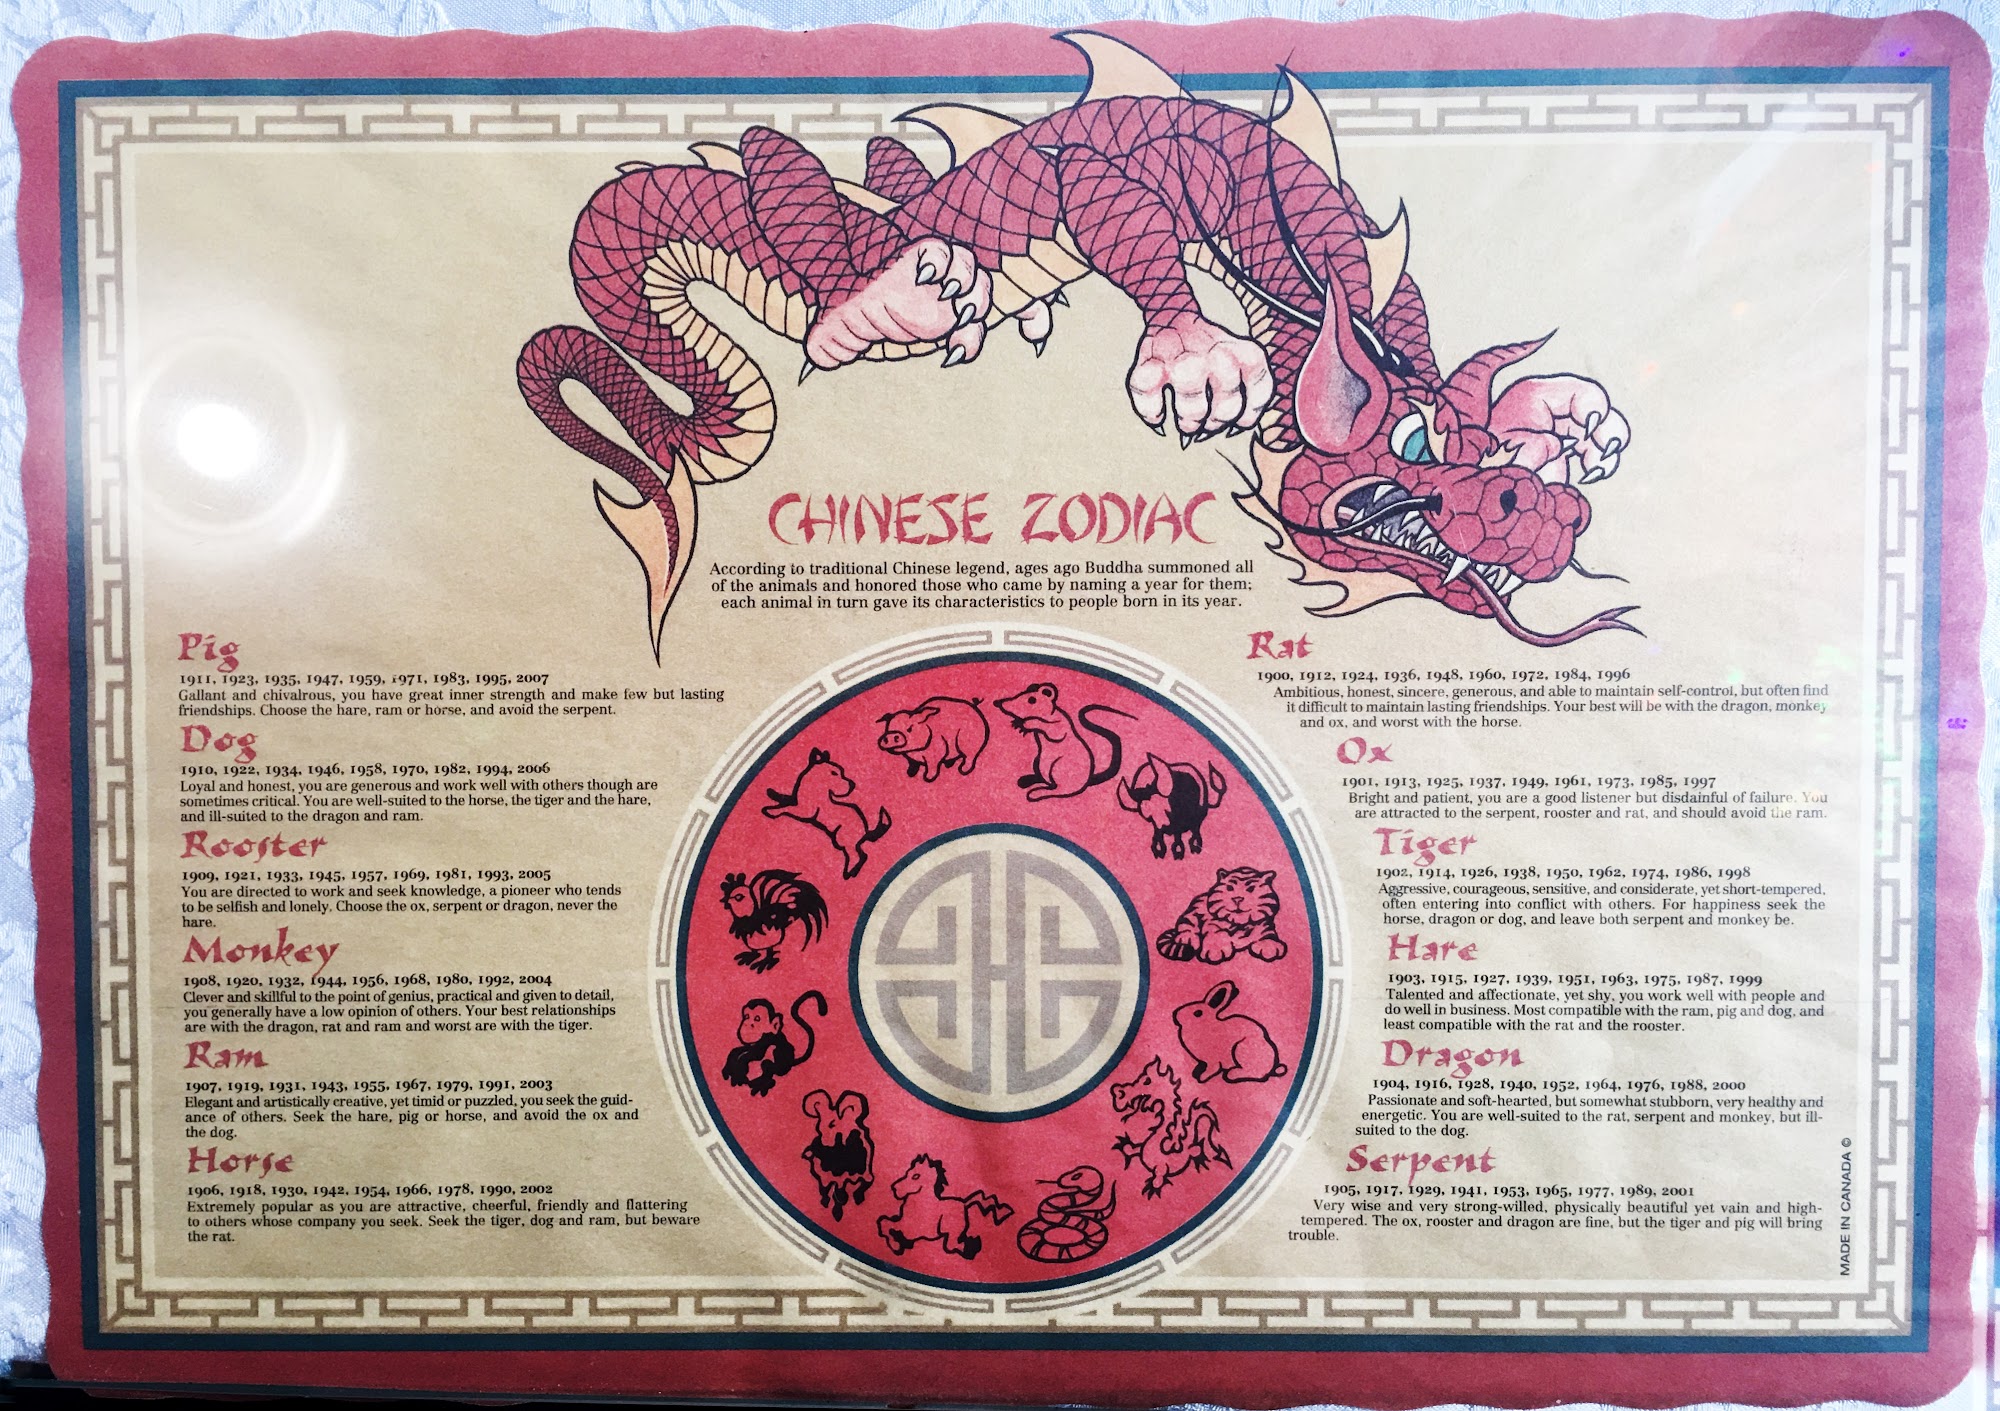 CHINESE ZODIAC
According to traditional Chinese legend, ages ago Buddha summoned all
of the animals and honored those who came by naming a year for them;
each animal in turn gave its characteristics to people born in its year.
Pig
1911, 1923, 1935, 1947, 1959, 1971, 1983, 1995, 2007
Gallant and chivalrous, you have great inner strength and make few but lasting
friendships. Choose the hare, ram or horse, and avoid the serpent.
Dog
1910, 1922, 1934, 1946, 1958, 1970, 1982, 1994, 2006
Loyal and honest, you are generous and work well with others though are
sometimes critical. You are well-suited to the horse, the tiger and the hare,
and ill-suited to the dragon and ram.
Rooster
1909, 1921, 1933, 1945, 1957, 1969, 1981, 1993, 2005
You are directed to work and seek knowledge, a pioneer who tends
to be selfish and lonely. Choose the ox, serpent or dragon, never the
hare.
Monkey
1908, 1920, 1932, 1944, 1956, 1968, 1980, 1992, 2004
Clever and skillful to the point of genius, practical and given to detail,
you generally have a low opinion of others. Your best relationships
are with the dragon, rat and ram and worst are with the tiger.
Ram
1907, 1919, 1931, 1943, 1955, 1967, 1979, 1991, 2003
Elegant and artistically creative, yet timid or puzzled, you seek the guid-
ance of others. Seek the hare, pig or horse, and avoid the ox and
the dog.
Horse
1906, 1918, 1930, 1942, 1954, 1966, 1978, 1990, 2002
Extremely popular as you are attractive, cheerful, friendly and flattering
to others whose company you seek. Seek the tiger, dog and ram, but beware
the rat.
Rat
1900, 1912, 1924, 1936, 1948, 1960, 1972, 1984, 1996
Ambitious, honest, sincere, generous, and able to maintain self-control, but often find
it difficult to maintain lasting friendships. Your best will be with the dragon, monkey
and ox, and worst with the horse.
Ox
1901, 1913, 1925, 1937, 1949, 1961, 1973, 1985, 1997
Bright and patient, you are a good listener but disdainful of failure. You
are attracted to the serpent, rooster and rat, and should avoid the ram.
Tiger
1902, 1914, 1926, 1938, 1950, 1962, 1974, 1986, 1998
Aggressive, courageous, sensitive, and considerate, yet short-tempered,
often entering into conflict with others. For happiness seek the
horse, dragon or dog, and leave both serpent and monkey be.
Hare
1903, 1915, 1927, 1939, 1951, 1963, 1975, 1987, 1999
Talented and affectionate, yet shy, you work well with people and
do well in business. Most compatible with the ram, pig and dog, and
least compatible with the rat and the rooster.
Dragon
1904, 1916, 1928, 1940, 1952, 1964, 1976, 1988, 2000
Passionate and soft-hearted, but somewhat stubborn, very healthy and
energetic. You are well-suited to the rat, serpent and monkey, but ill-
suited to the dog.
Serpent
1905, 1917, 1929, 1941, 1953, 1965, 1977, 1989, 2001
Very wise and very strong-willed, physically beautiful yet vain and high-
tempered. The ox, rooster and dragon are fine, but the tiger and pig will bring
trouble.
MADE IN CANADA ©